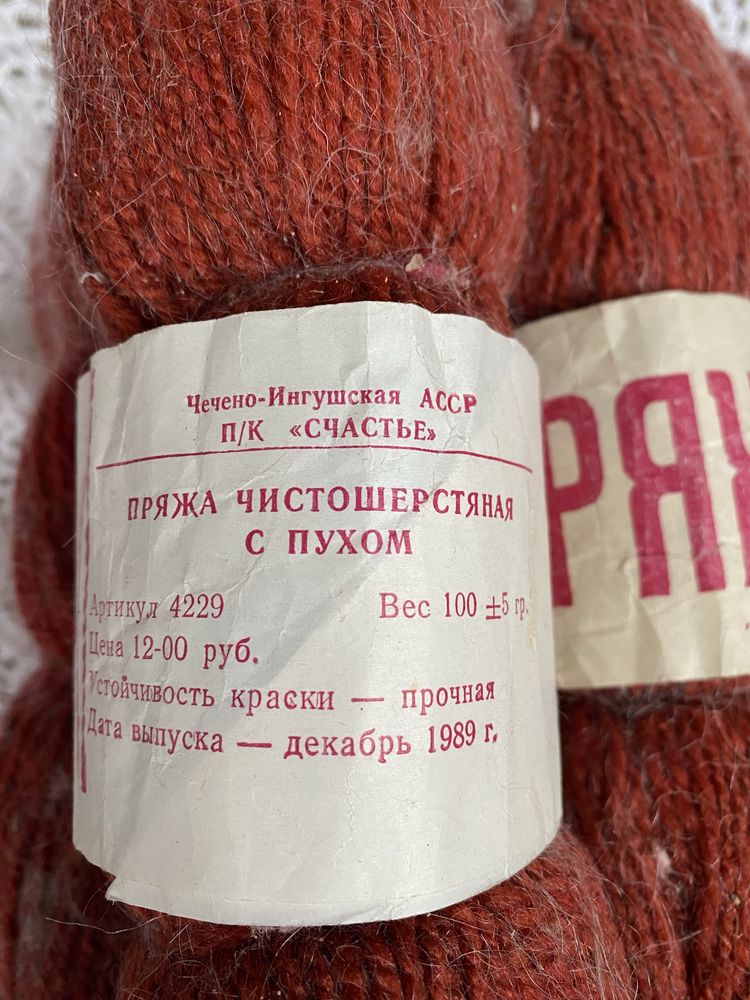 Чечено-Ингушская АССР
П/К «СЧАСТЬЕ»
ПРЯЖА ЧИСТОШЕРСТЯНАЯ
С ПУХОМ
Артикул 4229 Вес 100 ±5 гр.
Цена 12-00 руб.
Устойчивость краски — прочная
Дата выпуска — декабрь 1989 г.